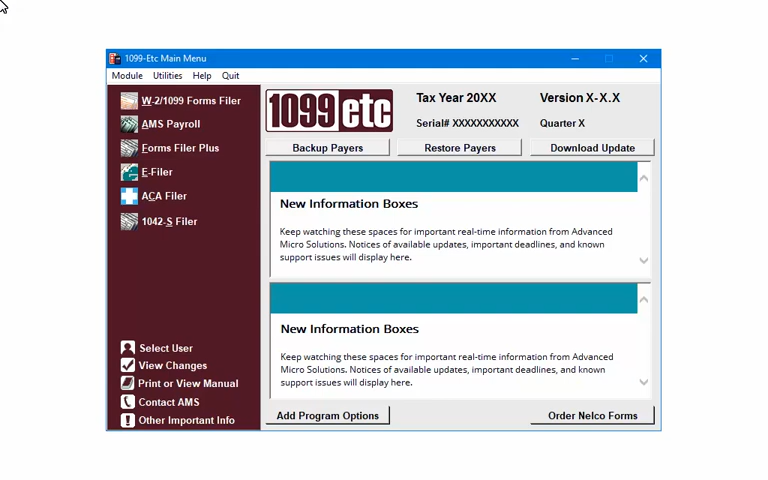 1099-Etc Main Menu
Module Utilities Help Quit
W-2/1099 Forms Filer
AMS Payroll
Forms Filer Plus
E-Filer
ACA Filer
1042-S Filer
Select User
View Changes
Print or View Manual
Contact AMS
Other Important Info
1099 etc
Tax Year 20XX
Version X-X.X
Serial# XXXXXXXXXXX
Quarter X
Backup Payers
Restore Payers
Download Update
New Information Boxes
Keep watching these spaces for important real-time information from Advanced
Micro Solutions. Notices of available updates, important deadlines, and known
support issues will display here.
New Information Boxes
Keep watching these spaces for important real-time information from Advanced
Micro Solutions. Notices of available updates, important deadlines, and known
support issues will display here.
Add Program Options
Order Nelco Forms